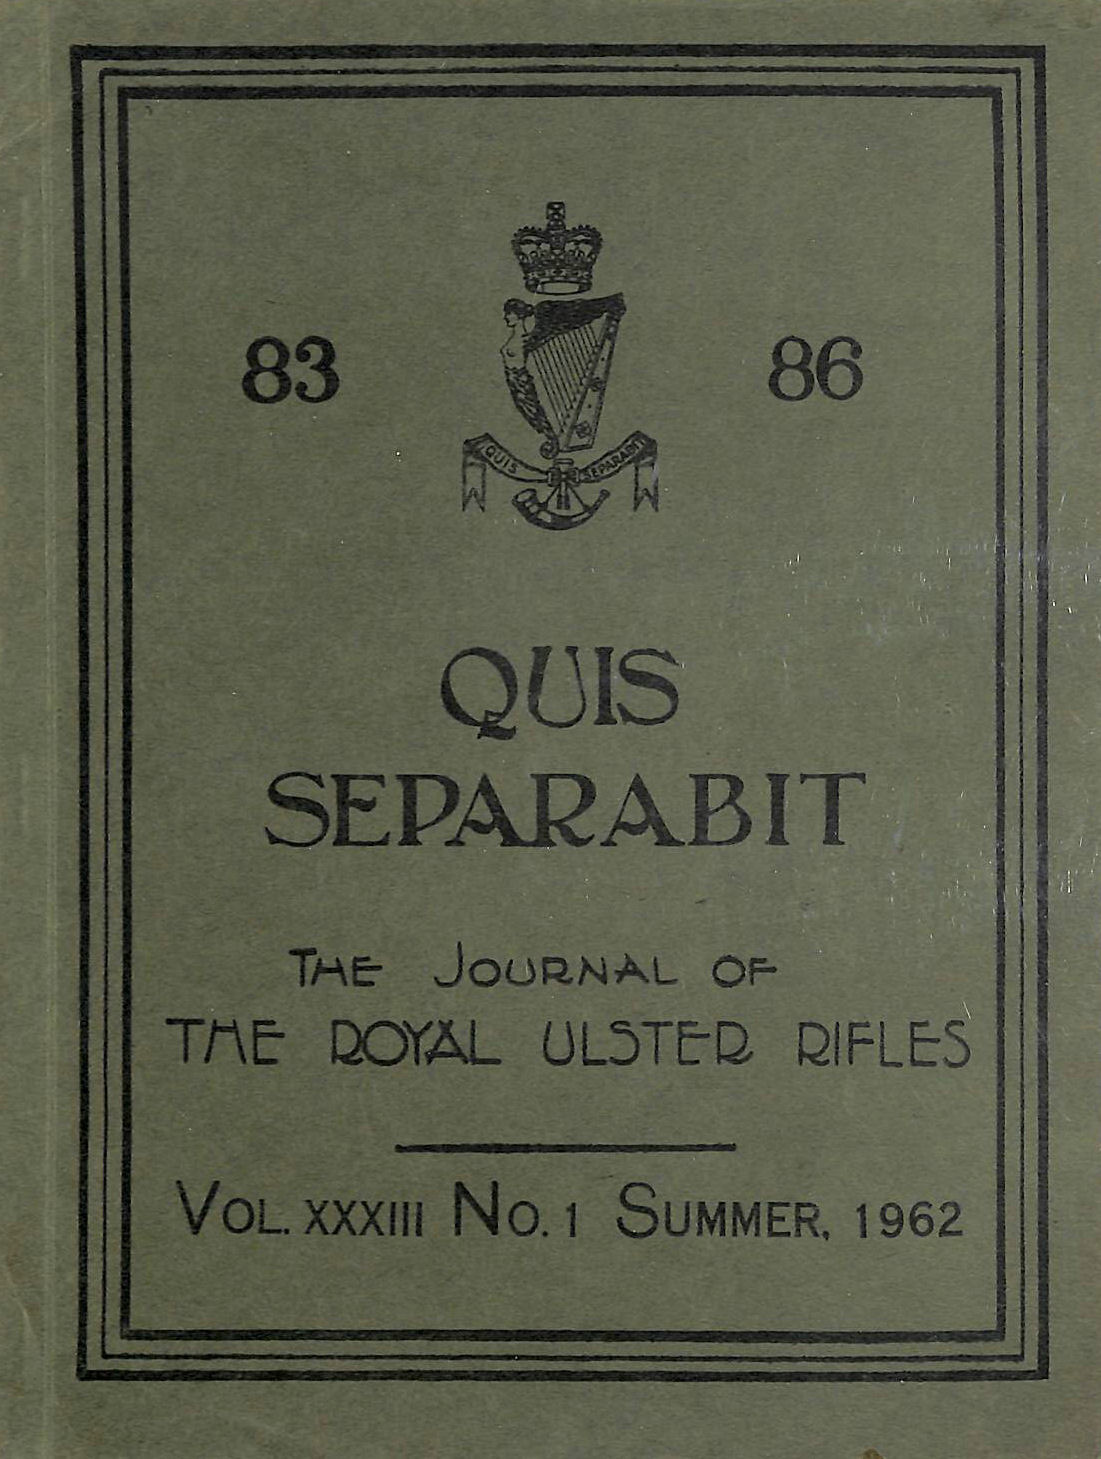 83 86
QUIS SEPARABIT
QUIS
SEPARABIT
THE JOURNAL OF
THE ROYAL ULSTER RIFLES
VOL. XXXIII NO. 1 SUMMER, 1962